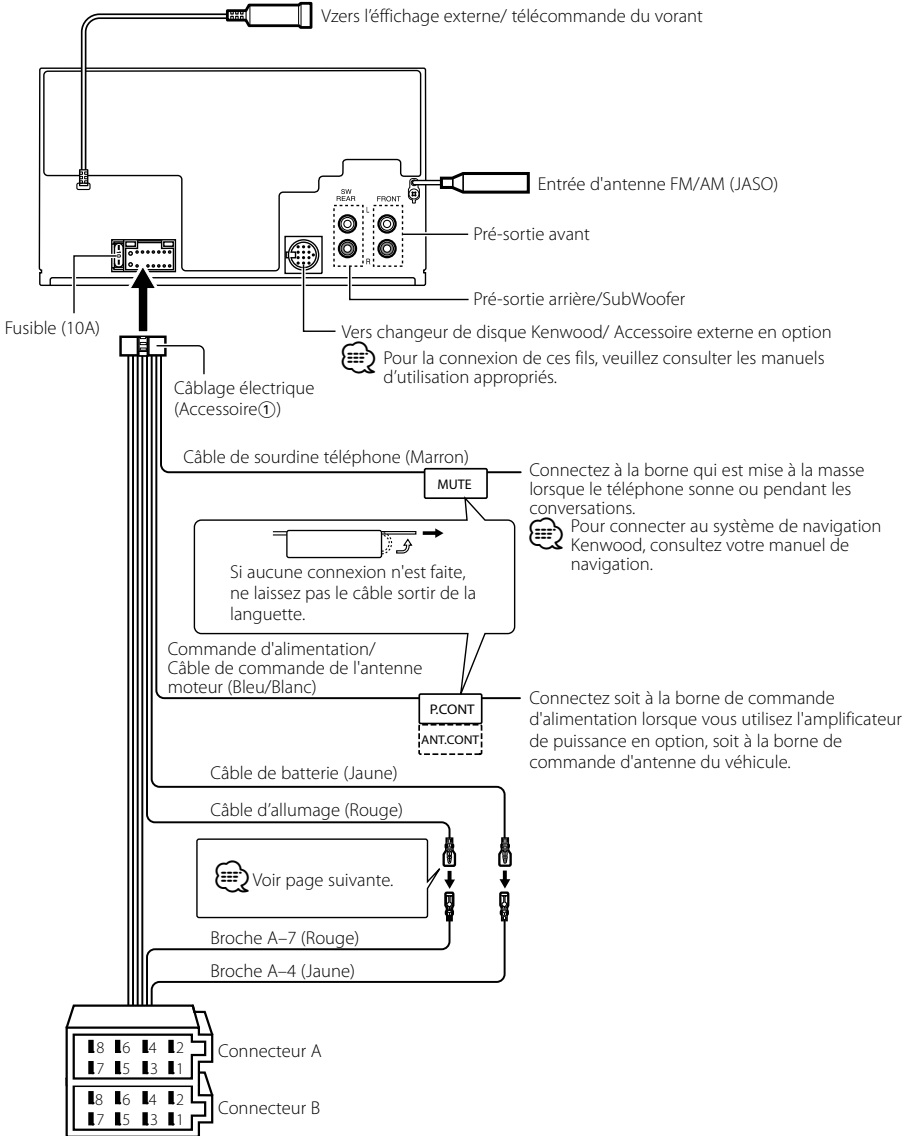 Vzers l'éffichage externe/ télécommande du vorant
Entrée d'antenne FM/AM (JASO)
SW
REAR
FRONT
L
R
Pré-sortie avant
Pré-sortie arrière/SubWoofer
Fusible (10A)
Vers changeur de disque Kenwood/ Accessoire externe en option
Pour la connexion de ces fils, veuillez consulter les manuels
d'utilisation appropriés.
Câblage électrique
(Accessoire①)
Câble de sourdine téléphone (Marron)
MUTE
Connectez à la borne qui est mise à la masse
lorsque le téléphone sonne ou pendant les
conversations.
Pour connecter au système de navigation
Kenwood, consultez votre manuel de
navigation.
Si aucune connexion n'est faite,
ne laissez pas le câble sortir de la
languette.
Commande d'alimentation/
Câble de commande de l'antenne
moteur (Bleu/Blanc)
P.CONT
ANT.CONT
Connectez soit à la borne de commande
d'alimentation lorsque vous utilisez l'amplificateur
de puissance en option, soit à la borne de
commande d'antenne du véhicule.
Câble de batterie (Jaune)
Câble d'allumage (Rouge)
Voir page suivante.
Broche A–7 (Rouge)
Broche A–4 (Jaune)
8 6 4 2
7 5 3 1
Connecteur A
8 6 4 2
7 5 3 1
Connecteur B